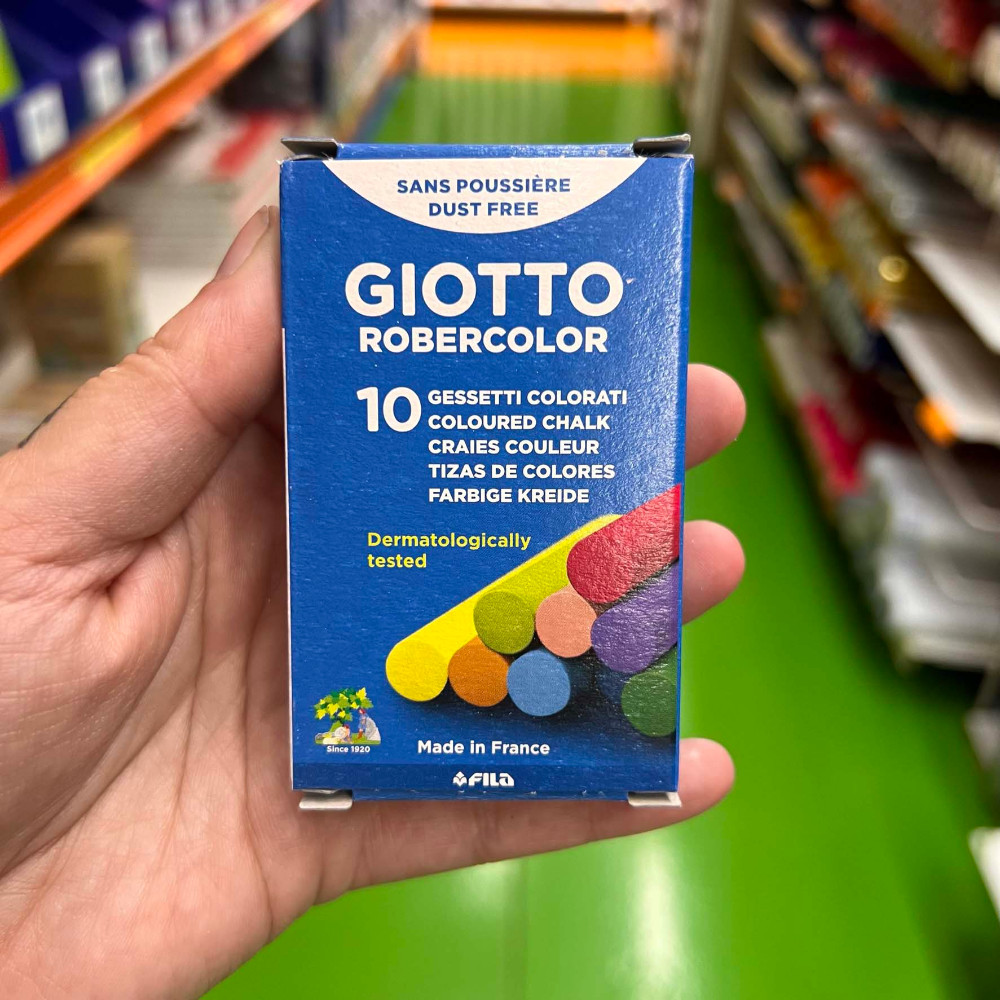 SANS POUSSIÈRE
DUST FREE
GIOTTO
ROBERCOLOR
10
GESSETTI COLORATI
COLOURED CHALK
CRAIES COULEUR
TIZAS DE COLORES
FARBIGE KREIDE
Dermatologically
tested
Since 1920
Made in France
FILA